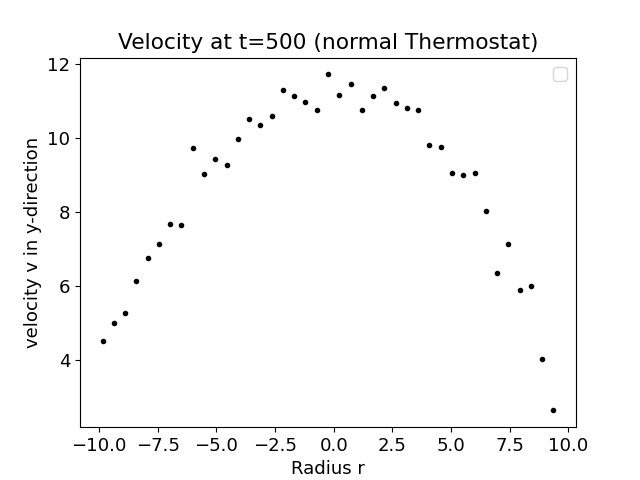 Velocity at t=500 (normal Thermostat)
velocity v in y-direction
12
10
8
6
4
−10.0 −7.5 −5.0 −2.5 0.0 2.5 5.0 7.5 10.0
Radius r